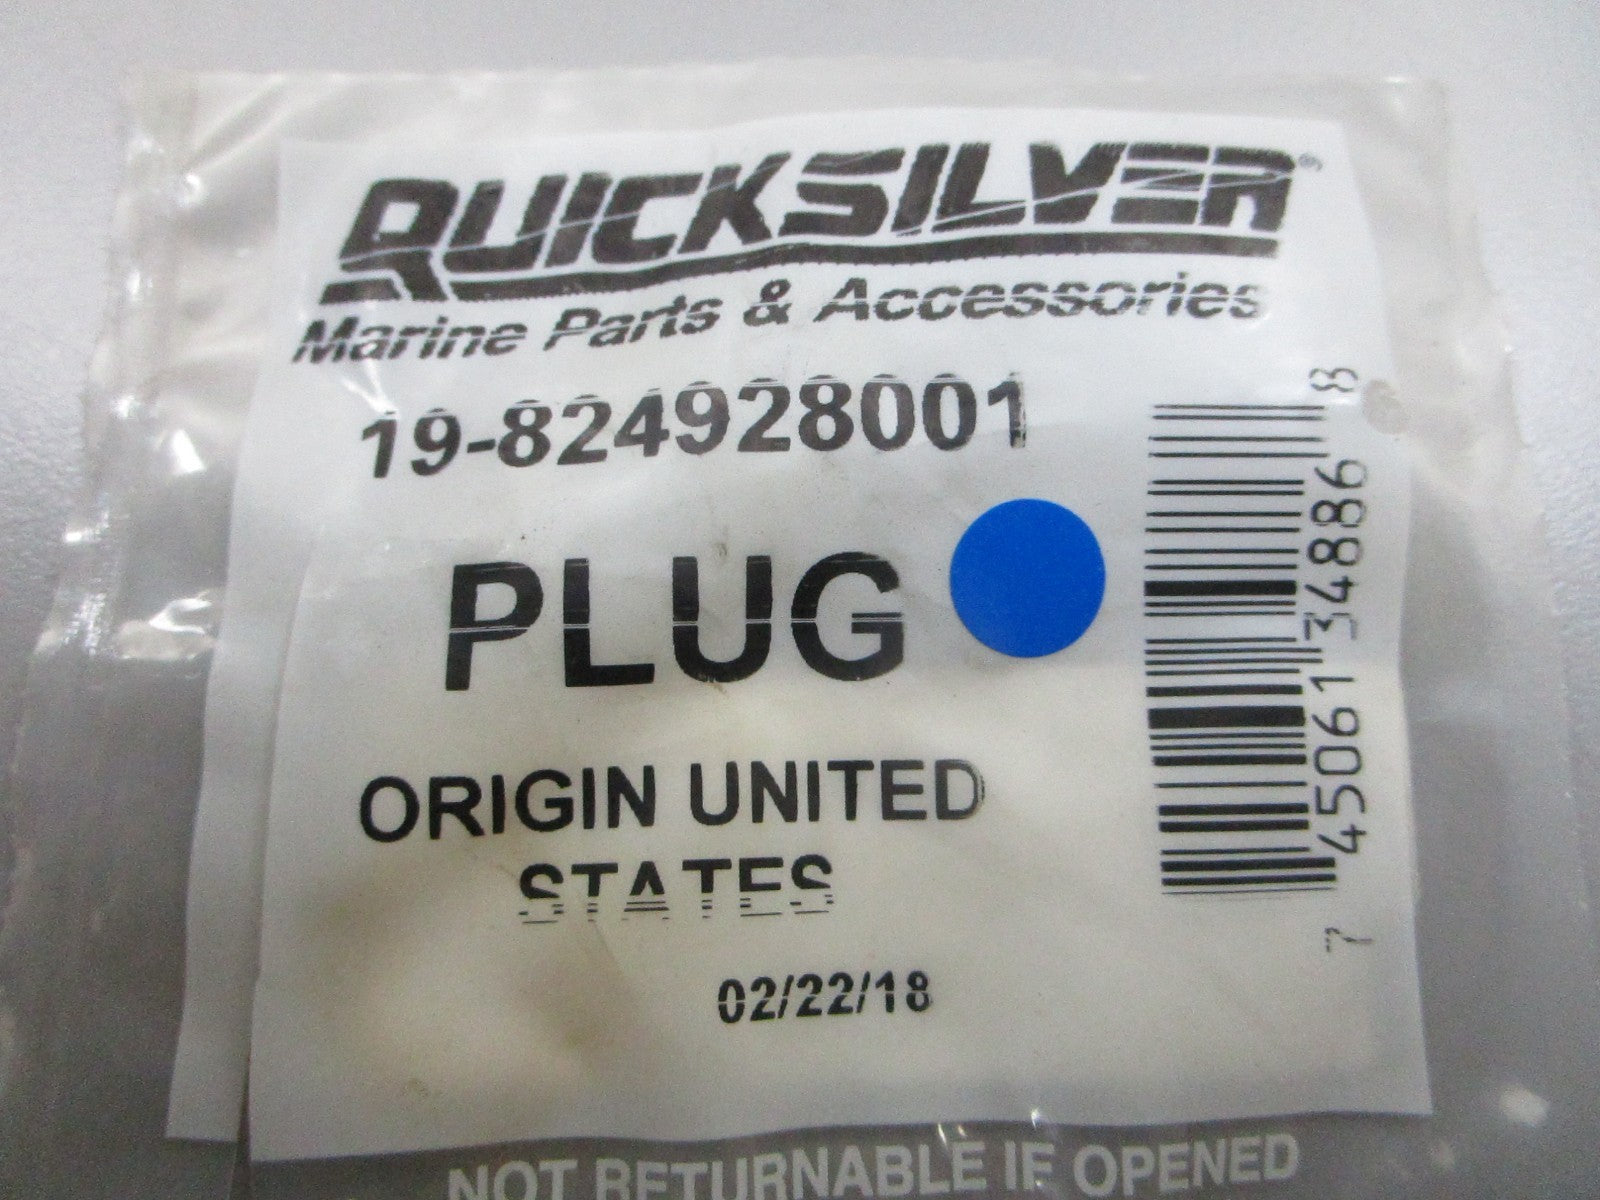 QUICKSILVER®
Marine Parts & Accessories
19-824928001
PLUG
ORIGIN UNITED
STATES
02/22/18
7 45061 34886 8
NOT RETURNABLE IF OPENED